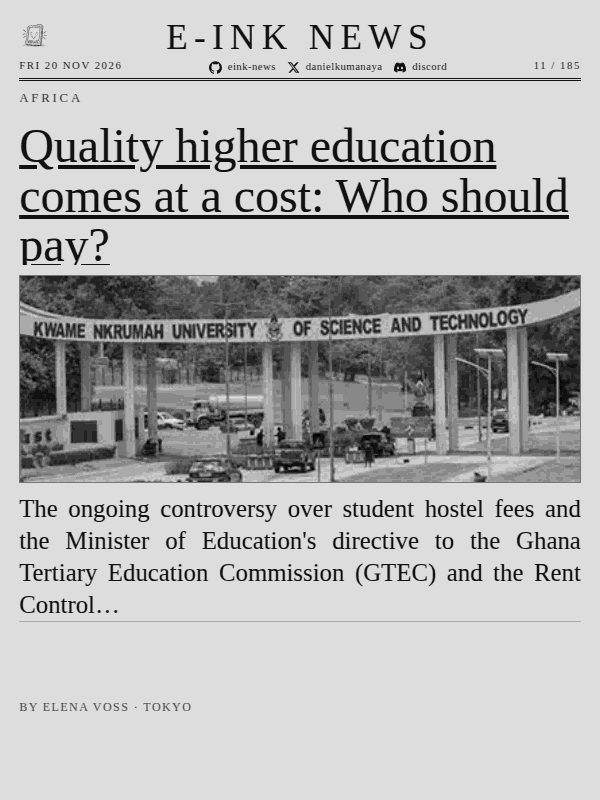 E-INK NEWS
FRI 20 NOV 2026
eink-news danielkumanaya discord
11 / 185
AFRICA
Quality higher education
comes at a cost: Who should
pay?
KWAME NKRUMAH UNIVERSITY OF SCIENCE AND TECHNOLOGY
The ongoing controversy over student hostel fees and
the Minister of Education's directive to the Ghana
Tertiary Education Commission (GTEC) and the Rent
Control…
BY ELENA VOSS · TOKYO